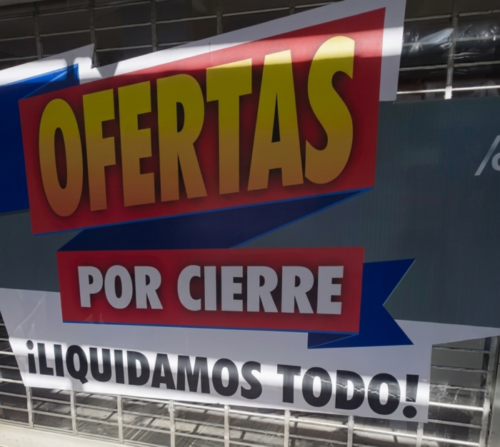 OFERTAS
POR CIERRE
¡LIQUIDAMOS TODO!